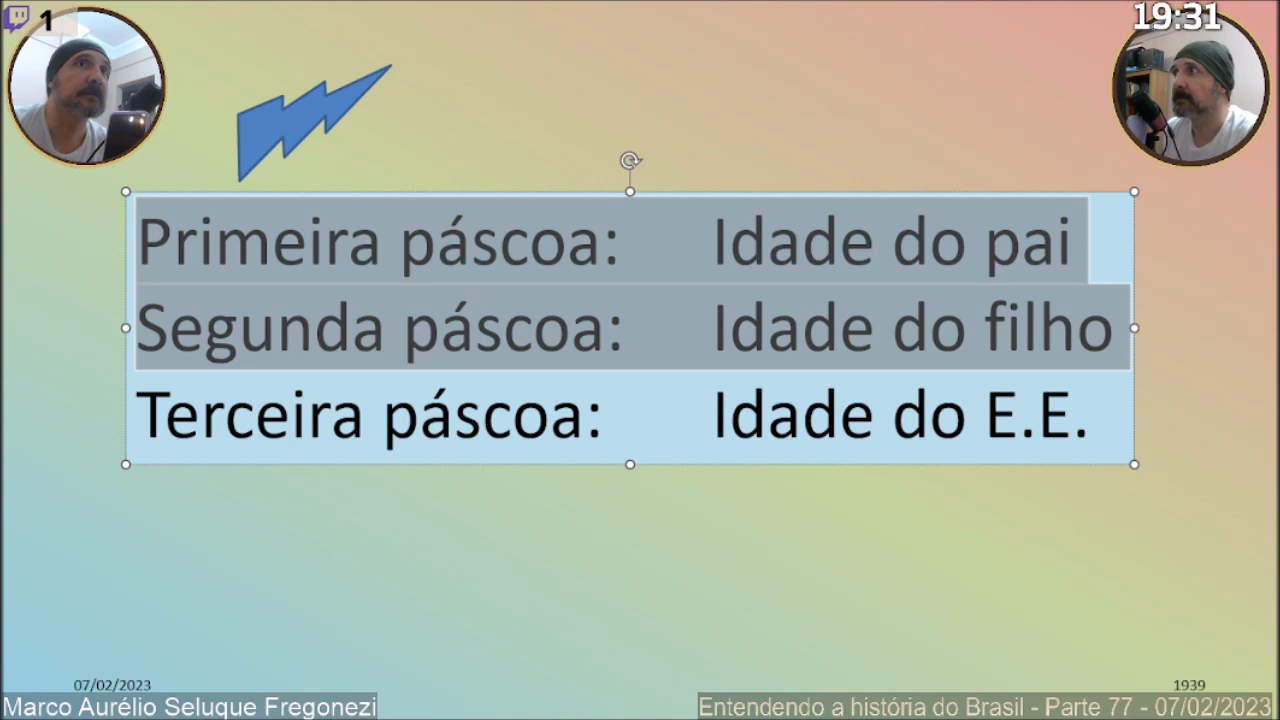 1
19:31
Primeira páscoa: Idade do pai
Segunda páscoa: Idade do filho
Terceira páscoa: Idade do E.E.
07/02/2023
1939
Marco Aurélio Seluque Fregonezi
Entendendo a história do Brasil - Parte 77 - 07/02/2023